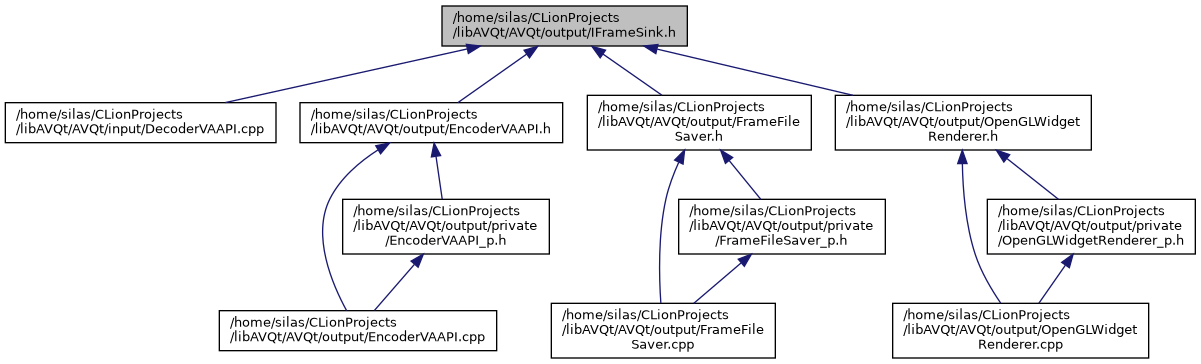 /home/silas/CLionProjects
/libAVQt/AVQt/output/IFrameSink.h
/home/silas/CLionProjects
/libAVQt/AVQt/input/DecoderVAAPI.cpp
/home/silas/CLionProjects
/libAVQt/AVQt/output/EncoderVAAPI.h
/home/silas/CLionProjects
/libAVQt/AVQt/output/FrameFile
Saver.h
/home/silas/CLionProjects
/libAVQt/AVQt/output/OpenGLWidget
Renderer.h
/home/silas/CLionProjects
/libAVQt/AVQt/output/private
/EncoderVAAPI_p.h
/home/silas/CLionProjects
/libAVQt/AVQt/output/private
/FrameFileSaver_p.h
/home/silas/CLionProjects
/libAVQt/AVQt/output/private
/OpenGLWidgetRenderer_p.h
/home/silas/CLionProjects
/libAVQt/AVQt/output/EncoderVAAPI.cpp
/home/silas/CLionProjects
/libAVQt/AVQt/output/FrameFile
Saver.cpp
/home/silas/CLionProjects
/libAVQt/AVQt/output/OpenGLWidget
Renderer.cpp